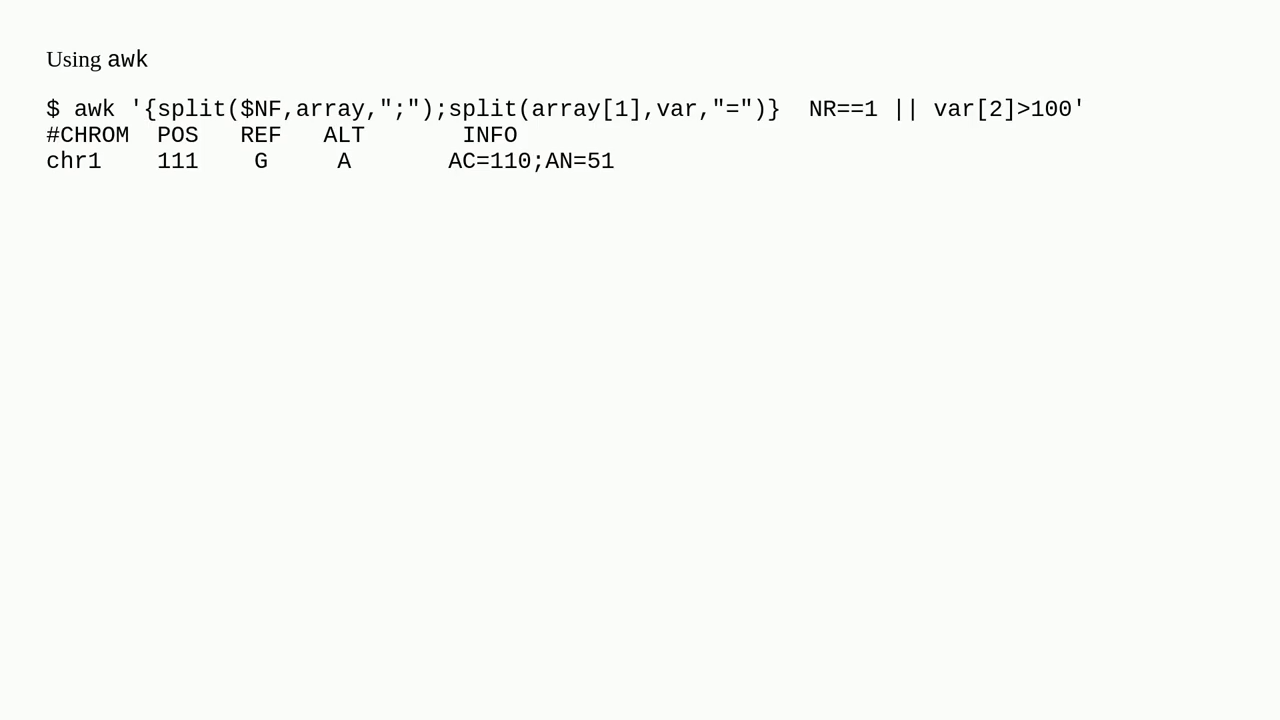 Using awk
$ awk '{split($NF,array,";");split(array[1],var,"=")}  NR==1 || var[2]>100'
#CHROM  POS   REF   ALT       INFO
chr1    111    G     A       AC=110;AN=51